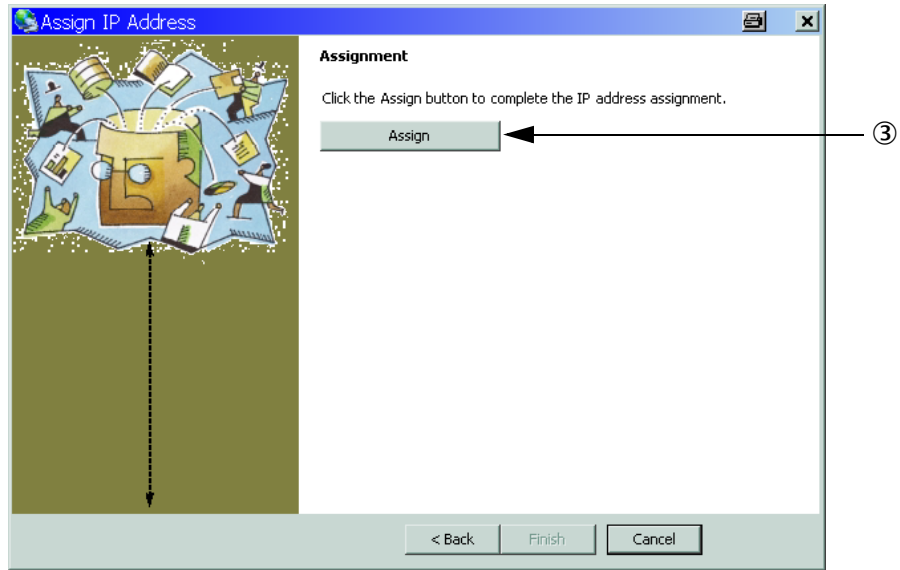 Assign IP Address
Assignment
Click the Assign button to complete the IP address assignment.
Assign
③
< Back
Finish
Cancel